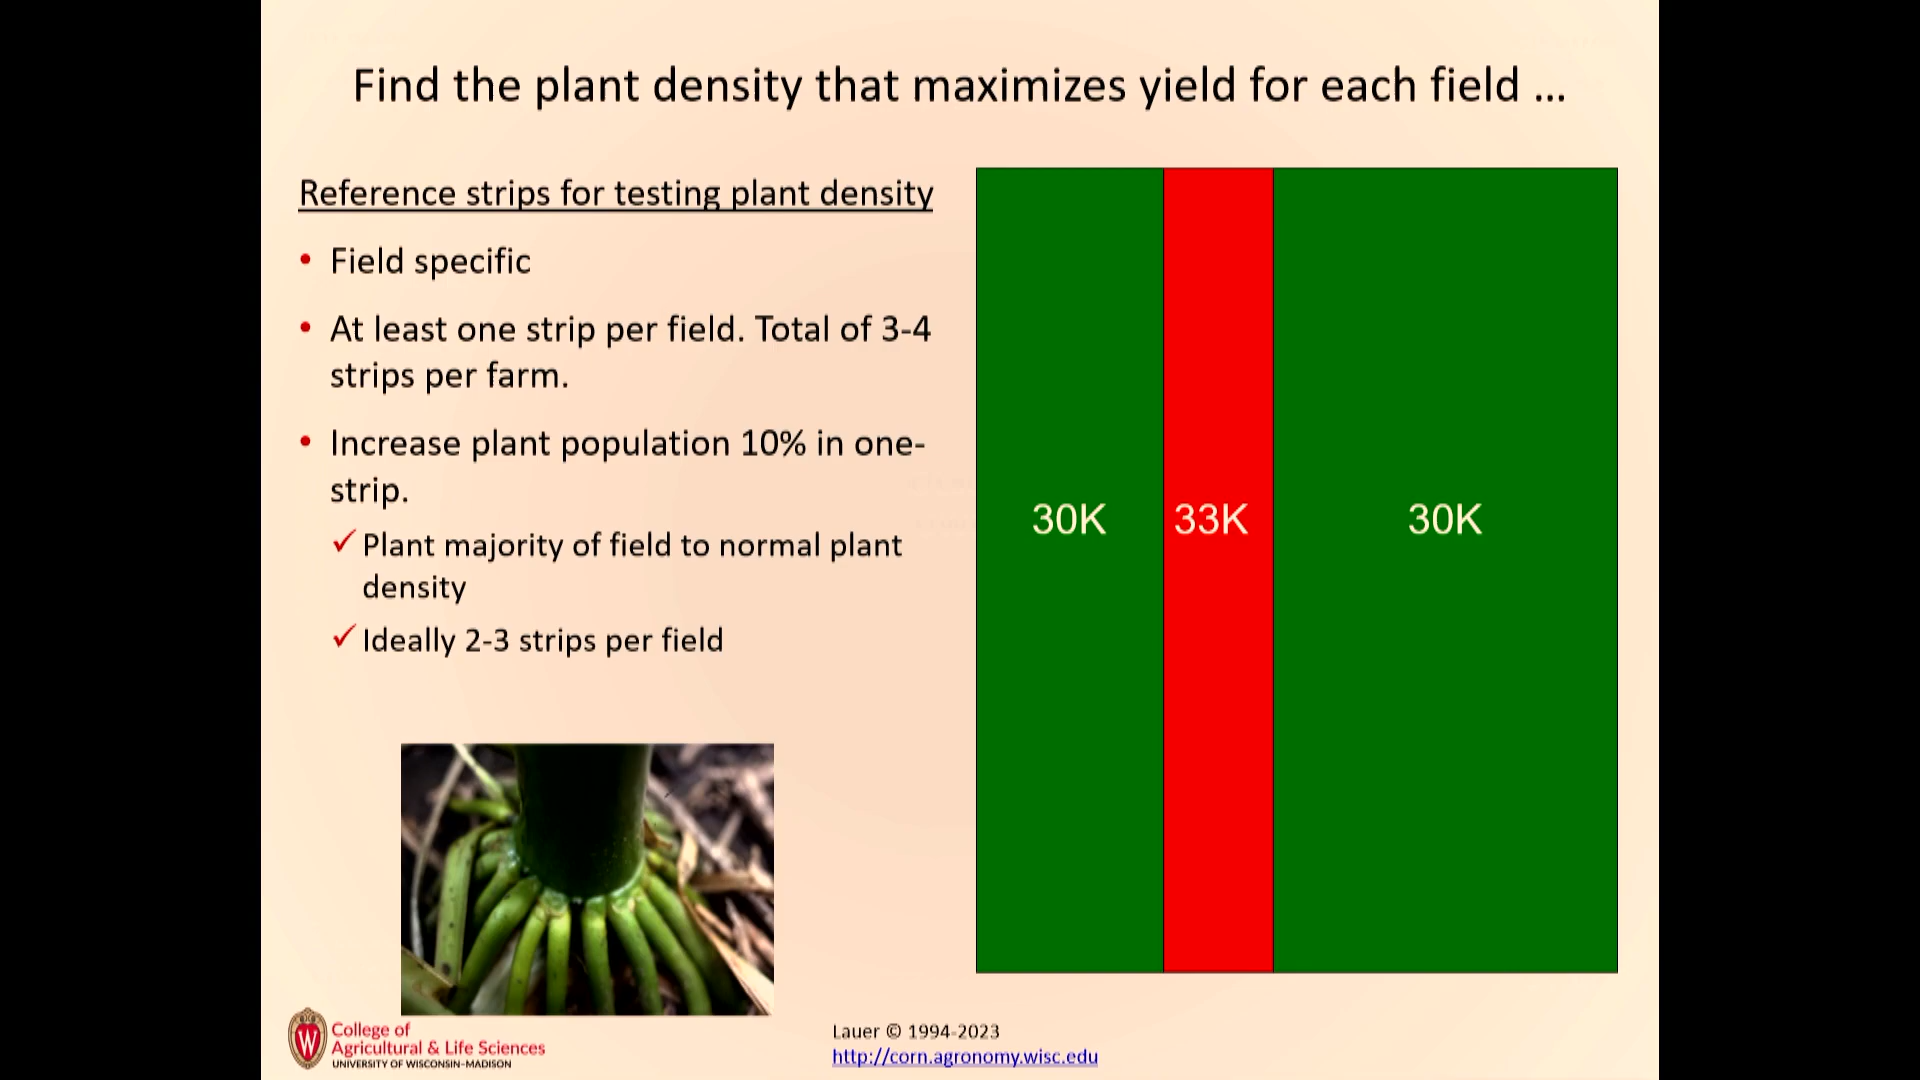 Find the plant density that maximizes yield for each field ...
Reference strips for testing plant density
• Field specific
• At least one strip per field. Total of 3-4
strips per farm.
• Increase plant population 10% in one-
strip.
✓ Plant majority of field to normal plant
density
✓ Ideally 2-3 strips per field
30K
33K
30K
W
College of
Agricultural & Life Sciences
UNIVERSITY OF WISCONSIN-MADISON
Lauer © 1994-2023
http://corn.agronomy.wisc.edu